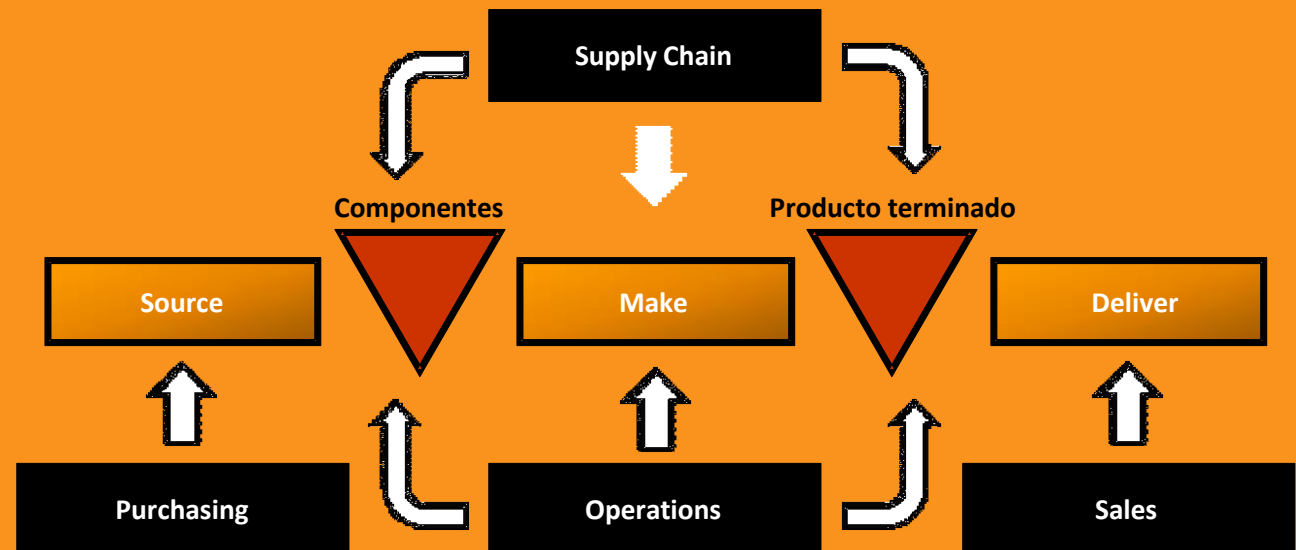 Supply Chain
Componentes
Producto terminado
Source
Make
Deliver
Purchasing
Operations
Sales